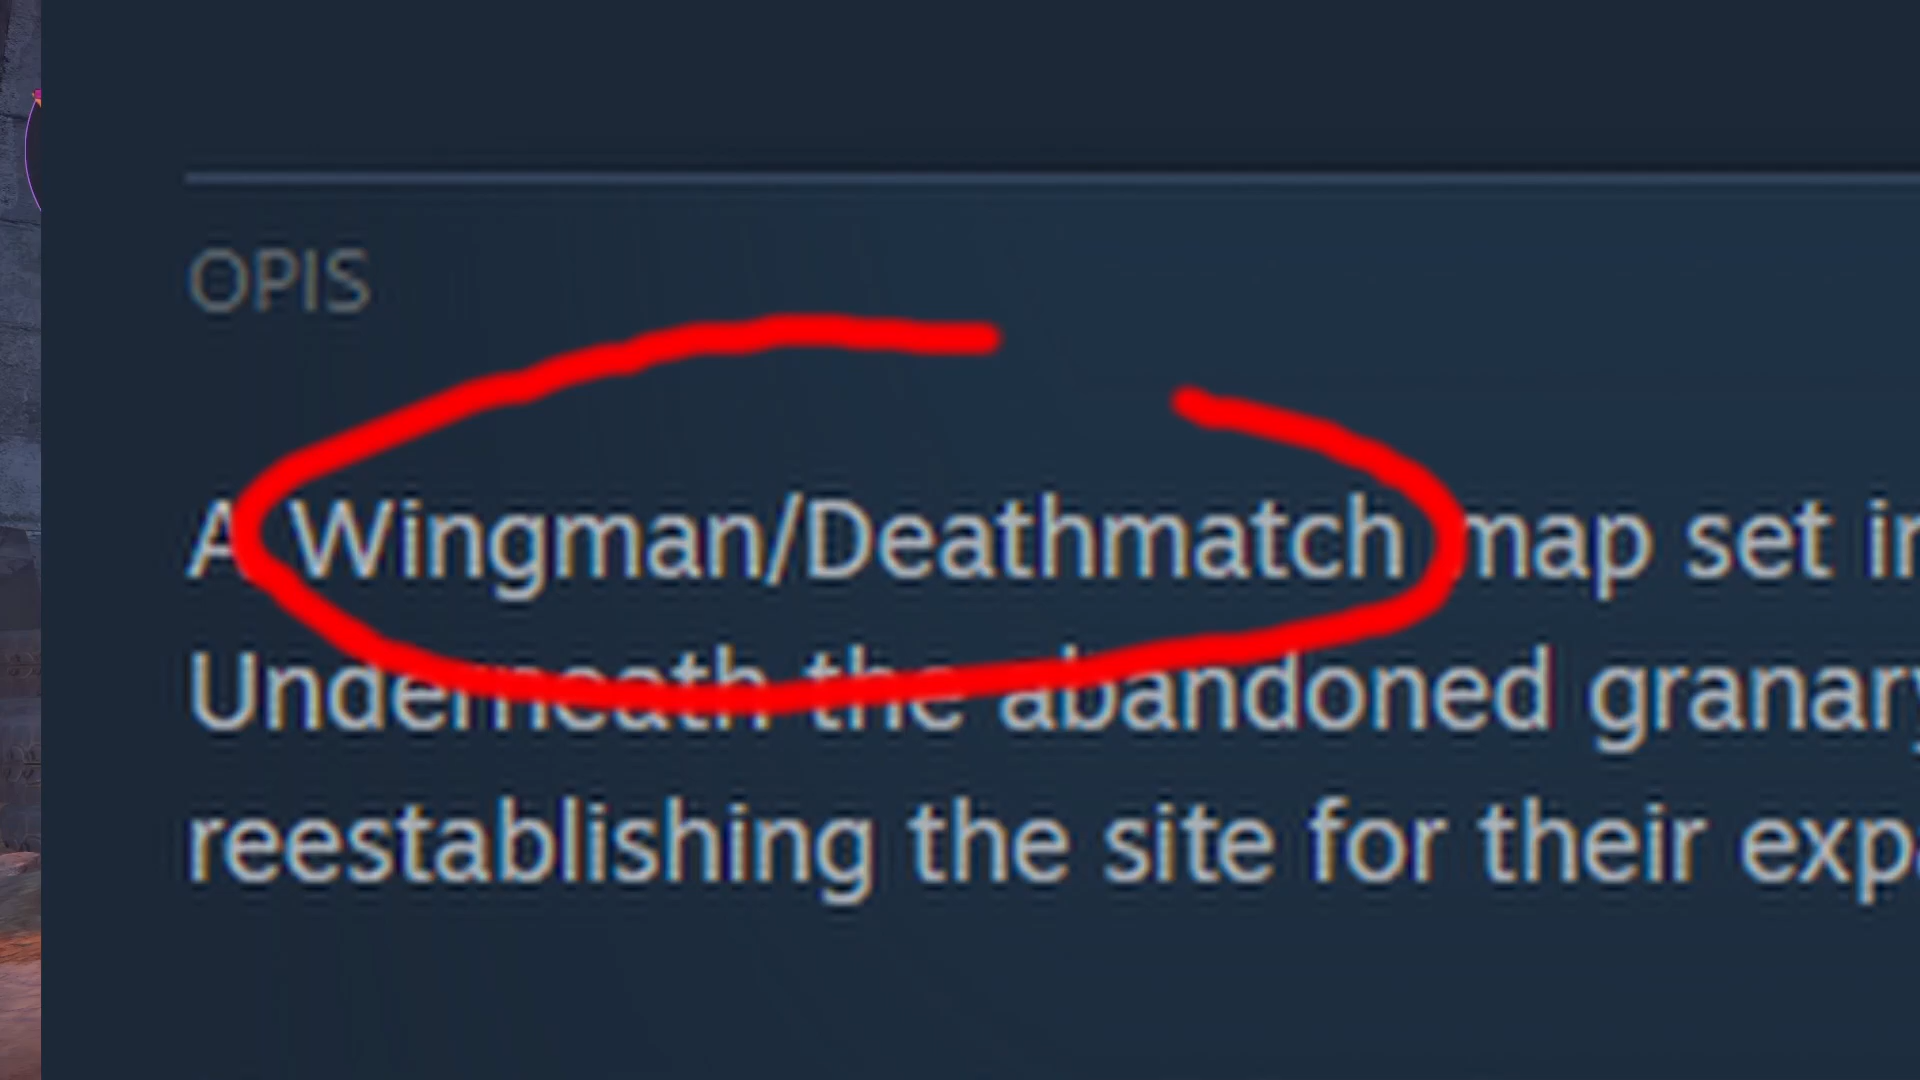 OPIS
A Wingman/Deathmatch map set in
Underneath the abandoned granary
reestablishing the site for their